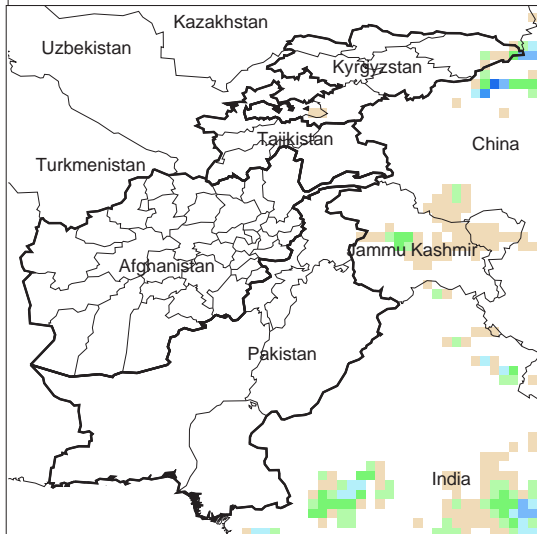 Kazakhstan
Uzbekistan
Kyrgyzstan
China
Tajikistan
Turkmenistan
Jammu Kashmir
Afghanistan
Pakistan
India